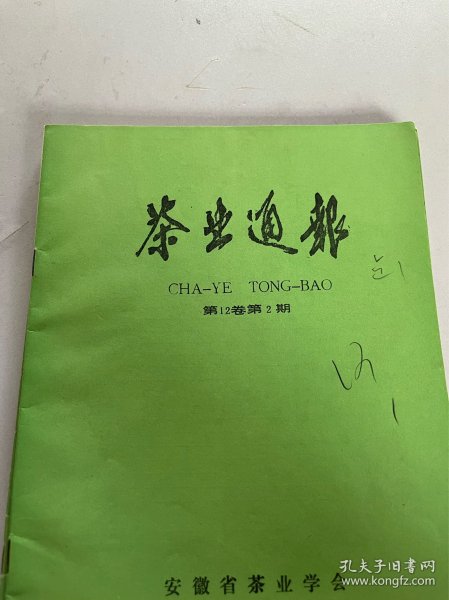 茶业通報
CHA-YE TONG-BAO
第12卷第2期
安徽省茶业学会
孔夫子旧书网
www.kongfz.com